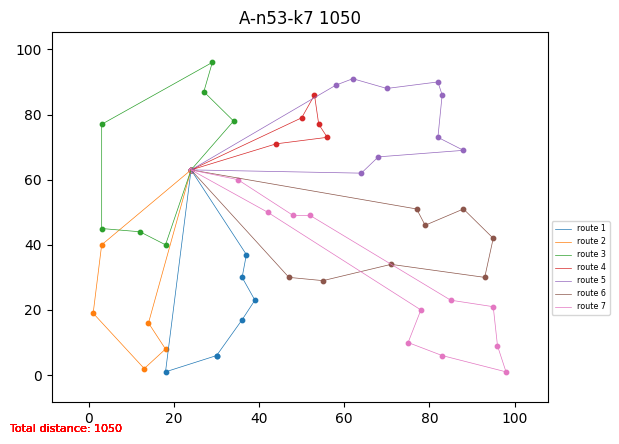 A-n53-k7 1050
100
80
60
40
20
0
0 20 40 60 80 100
route 1
route 2
route 3
route 4
route 5
route 6
route 7
Total distance: 1050